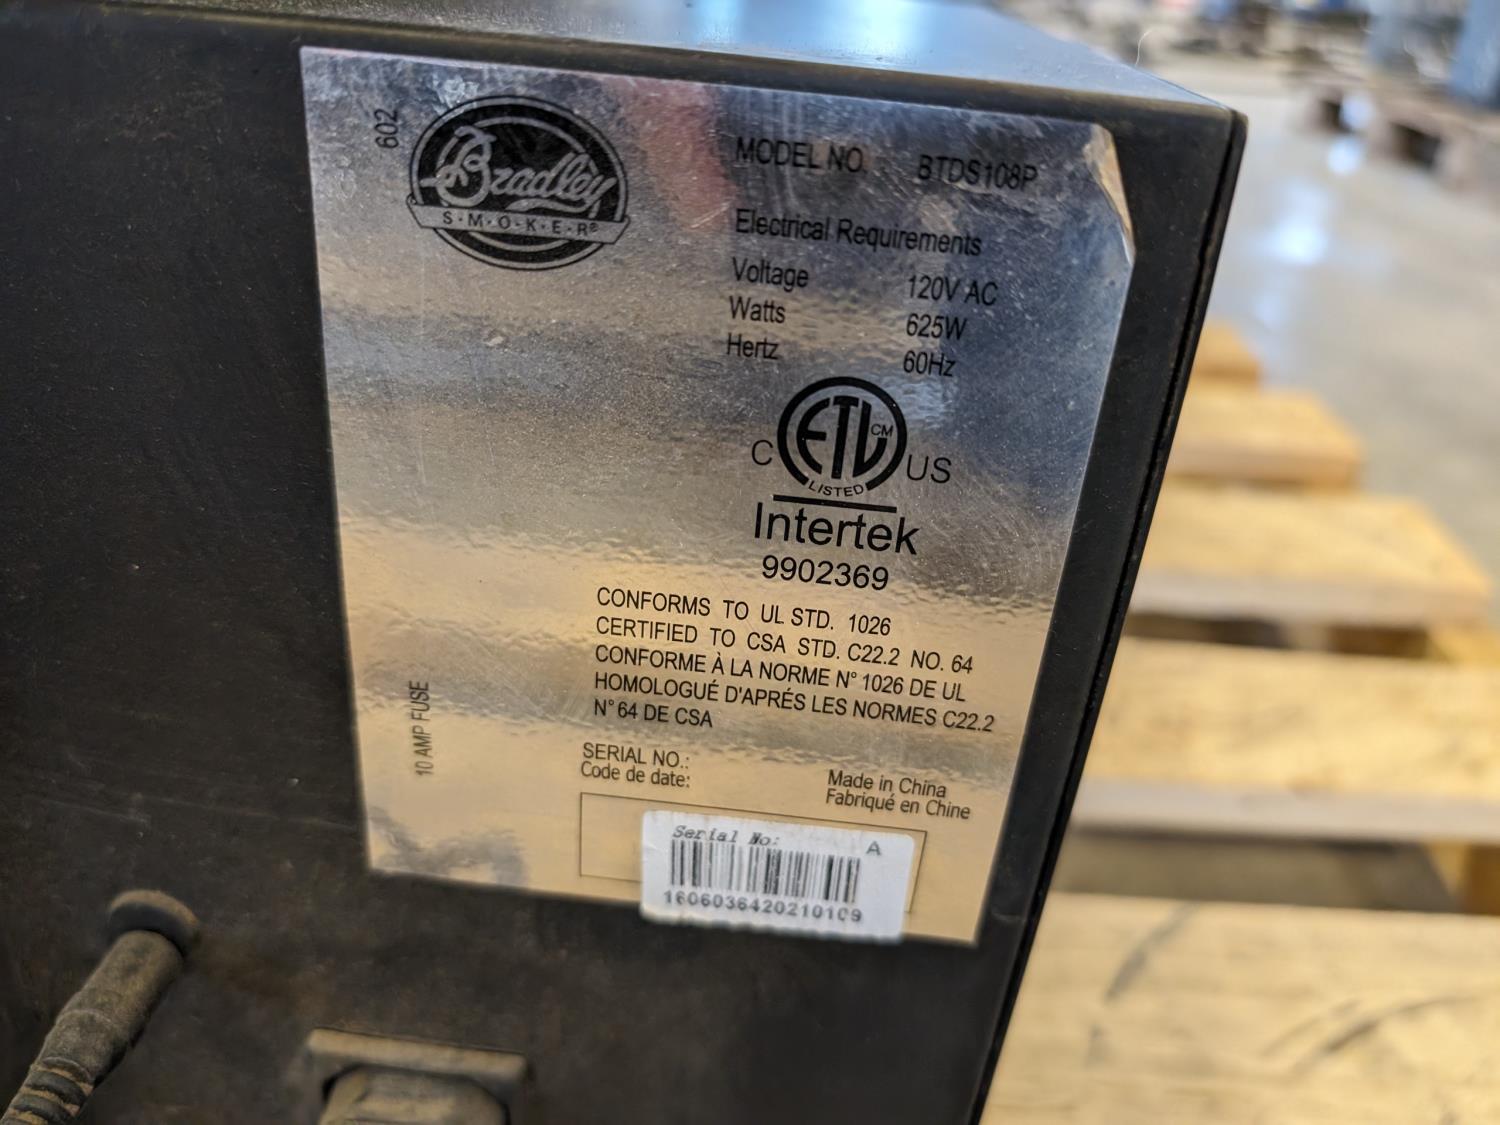 602
Bradley
S·M·O·K·E·R®
MODEL NO. BTDS108P
Electrical Requirements
Voltage 120V AC
Watts 625W
Hertz 60Hz
C ETL CM US
LISTED
Intertek
9902369
CONFORMS TO UL STD. 1026
CERTIFIED TO CSA STD. C22.2 NO. 64
CONFORME À LA NORME N° 1026 DE UL
HOMOLOGUÉ D'APRÉS LES NORMES C22.2
N° 64 DE CSA
10 AMP FUSE
SERIAL NO.:
Code de date:
Made in China
Fabriqué en Chine
Serial No: A
1606036420210109